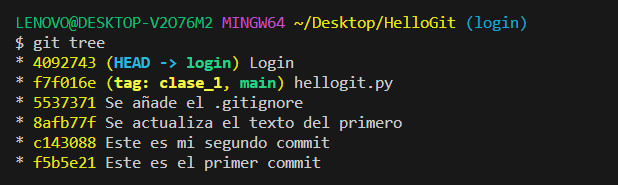 LENOVO@DESKTOP-V2O76M2 MINGW64 ~/Desktop/HelloGit (login)
$ git tree
* 4092743 (HEAD -> login) Login
* f7f016e (tag: clase_1, main) hellogit.py
* 5537371 Se añade el .gitignore
* 8afb77f Se actualiza el texto del primero
* c143088 Este es mi segundo commit
* f5b5e21 Este es el primer commit